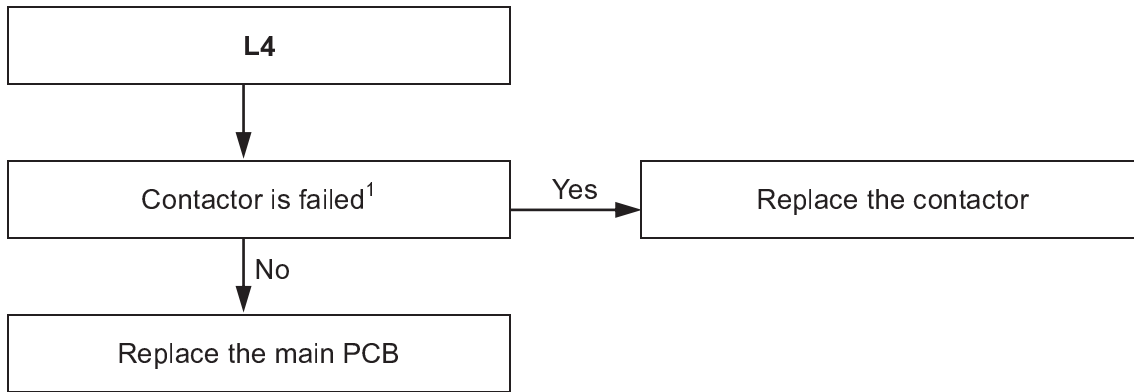 L4
Contactor is failed¹
Yes
Replace the contactor
No
Replace the main PCB